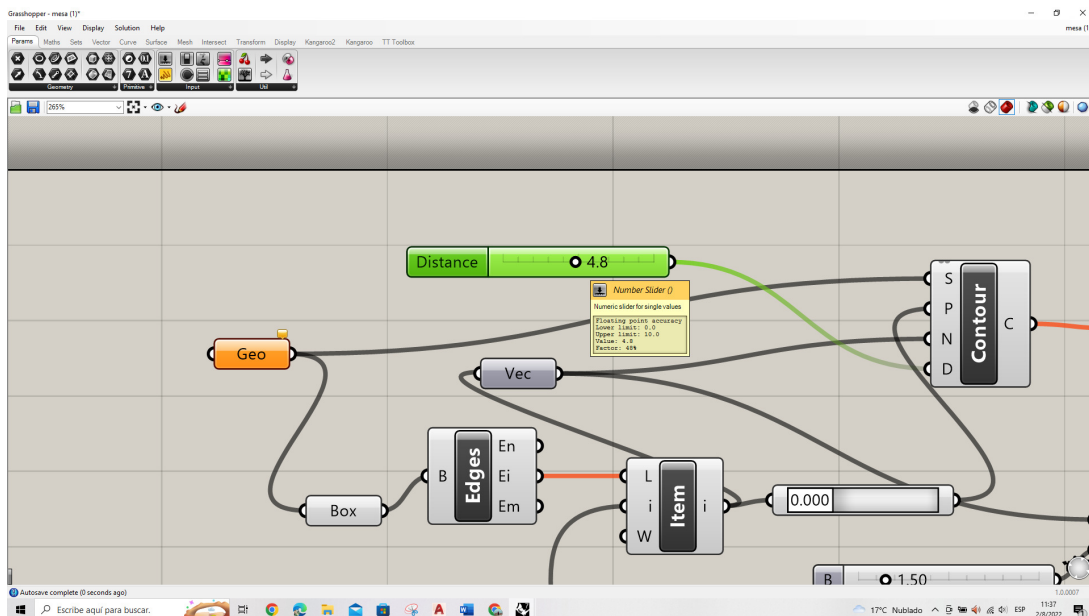 Grasshopper - mesa (1)*
File Edit View Display Solution Help
mesa (1
Params Maths Sets Vector Curve Surface Mesh Intersect Transform Display Kangaroo2 Kangaroo TT Toolbox
Geometry Primitive Input Util
265%
Distance 4.8
Number Slider ()
Numeric slider for single values
Floating point accuracy
Lower limit: 0.0
Upper limit: 10.0
Value: 4.8
Factor: 48%
Geo
Vec
S
P
N
D
Contour
C
Box
B
Edges
En
Ei
Em
L
i
W
Item
i
0.000
B 1.50
Autosave complete (0 seconds ago)
1.0.0007
Escribe aquí para buscar.
17°C Nublado
ESP
11:37
2/8/2022